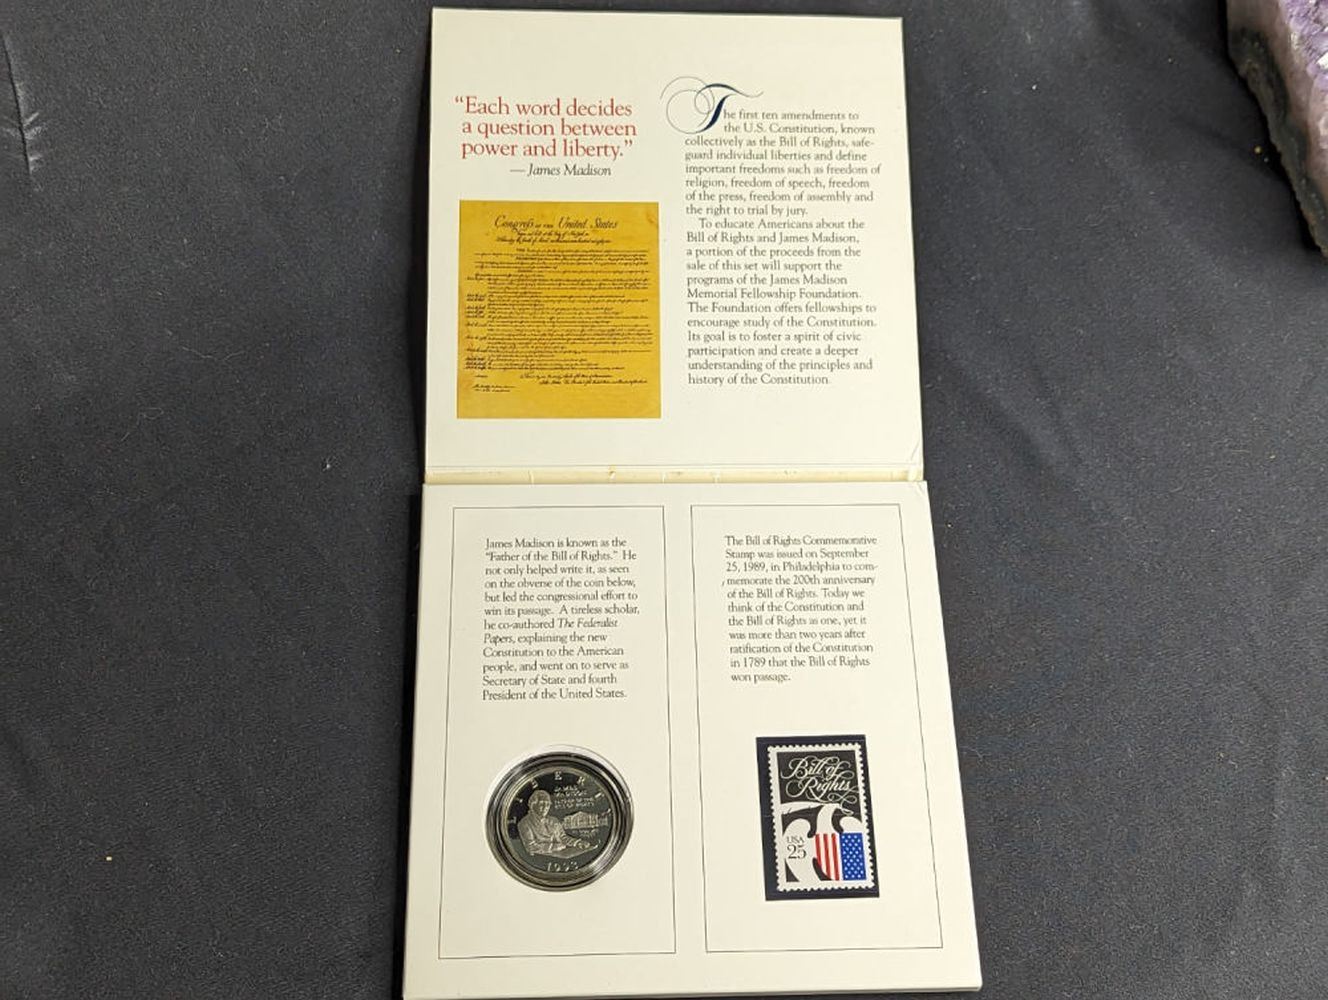 “Each word decides
a question between
power and liberty.”
— James Madison
Congress OF THE United States
The first ten amendments to
the U.S. Constitution, known
collectively as the Bill of Rights, safe-
guard individual liberties and define
important freedoms such as freedom of
religion, freedom of speech, freedom
of the press, freedom of assembly and
the right to trial by jury.
To educate Americans about the
Bill of Rights and James Madison,
a portion of the proceeds from the
sale of this set will support the
programs of the James Madison
Memorial Fellowship Foundation.
The Foundation offers fellowships to
encourage study of the Constitution.
Its goal is to foster a spirit of civic
participation and create a deeper
understanding of the principles and
history of the Constitution.
James Madison is known as the
“Father of the Bill of Rights.” He
not only helped write it, as seen
on the obverse of the coin below,
but led the congressional effort to
win its passage. A tireless scholar,
he co-authored The Federalist
Papers, explaining the new
Constitution to the American
people, and went on to serve as
Secretary of State and fourth
President of the United States.
LIBERTY
JAMES
MADISON
FATHER OF THE
BILL OF RIGHTS
1993
The Bill of Rights Commemorative
Stamp was issued on September
25, 1989, in Philadelphia to com-
memorate the 200th anniversary
of the Bill of Rights. Today we
think of the Constitution and
the Bill of Rights as one, yet it
was more than two years after
ratification of the Constitution
in 1789 that the Bill of Rights
won passage.
Bill of
Rights
USA
25